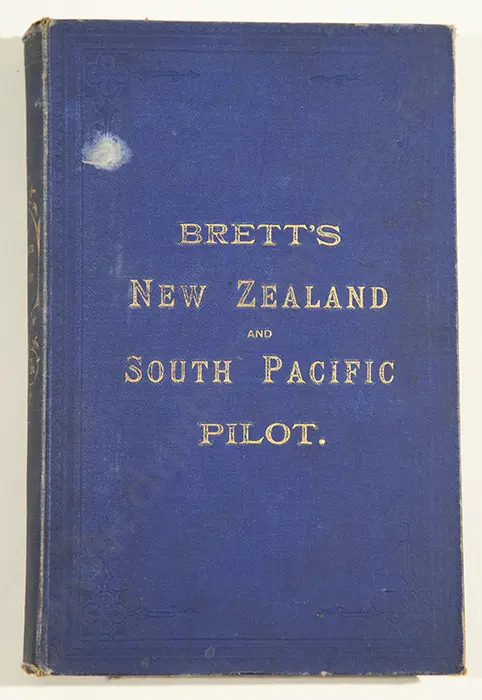 BRETT'S
NEW ZEALAND
AND
SOUTH PACIFIC
PILOT.